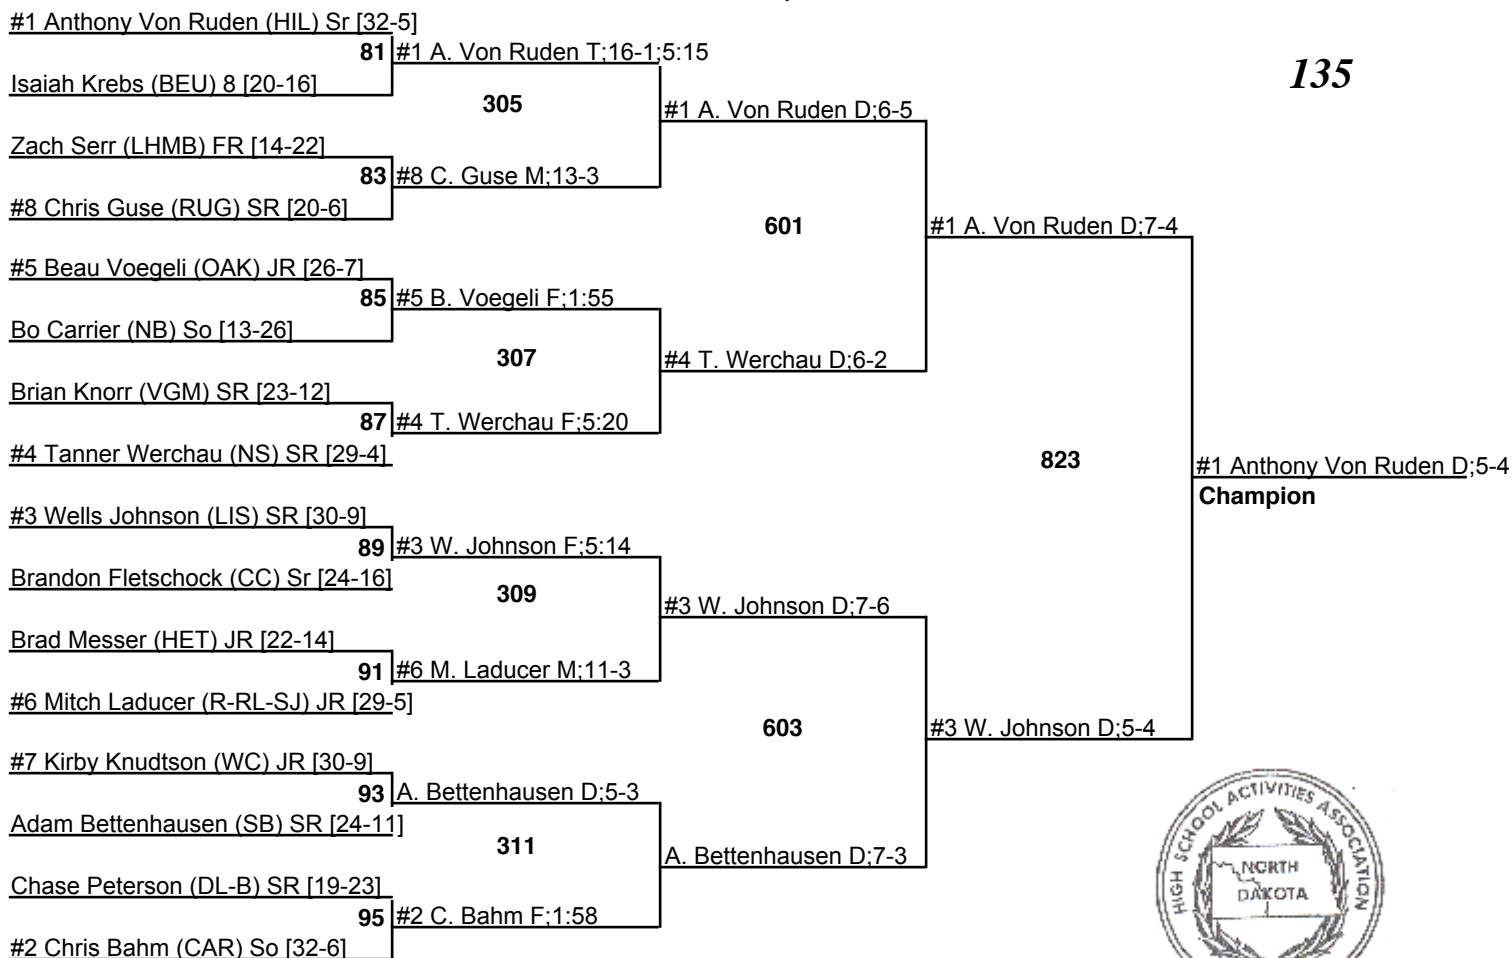 #1 Anthony Von Ruden (HIL) Sr [32-5]
81 #1 A. Von Ruden T;16-1;5:15
135
Isaiah Krebs (BEU) 8 [20-16]
305
#1 A. Von Ruden D;6-5
Zach Serr (LHMB) FR [14-22]
83 #8 C. Guse M;13-3
#8 Chris Guse (RUG) SR [20-6]
601
#1 A. Von Ruden D;7-4
#5 Beau Voegeli (OAK) JR [26-7]
85 #5 B. Voegeli F;1:55
Bo Carrier (NB) So [13-26]
307
#4 T. Werchau D;6-2
Brian Knorr (VGM) SR [23-12]
87 #4 T. Werchau F;5:20
#4 Tanner Werchau (NS) SR [29-4]
823
#1 Anthony Von Ruden D;5-4
Champion
#3 Wells Johnson (LIS) SR [30-9]
89 #3 W. Johnson F;5:14
Brandon Fletschock (CC) Sr [24-16]
309
#3 W. Johnson D;7-6
Brad Messer (HET) JR [22-14]
91 #6 M. Laducer M;11-3
#6 Mitch Laducer (R-RL-SJ) JR [29-5]
603
#3 W. Johnson D;5-4
#7 Kirby Knudtson (WC) JR [30-9]
93 A. Bettenhausen D;5-3
Adam Bettenhausen (SB) SR [24-11]
311
A. Bettenhausen D;7-3
Chase Peterson (DL-B) SR [19-23]
95 #2 C. Bahm F;1:58
#2 Chris Bahm (CAR) So [32-6]
HIGH SCHOOL ACTIVITIES ASSOCIATION
NORTH
DAKOTA